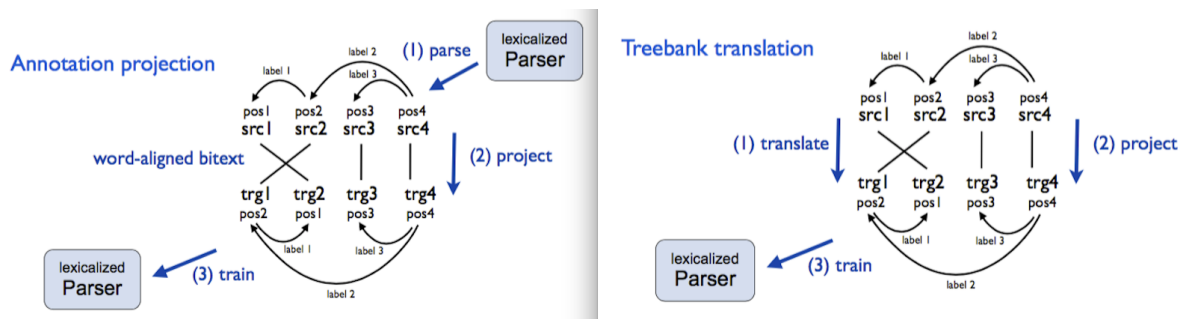 Annotation projection
label 2
(1) parse
lexicalized
Parser
label 1
label 3
pos1 pos2 pos3 pos4
src1 src2 src3 src4
word-aligned bitext
(2) project
trg1 trg2 trg3 trg4
pos2 pos1 pos3 pos4
label 1
label 3
lexicalized
Parser
(3) train
label 2
Treebank translation
label 2
label 1
label 3
pos1 pos2 pos3 pos4
src1 src2 src3 src4
(1) translate
(2) project
trg1 trg2 trg3 trg4
pos2 pos1 pos3 pos4
label 1
label 3
lexicalized
Parser
(3) train
label 2